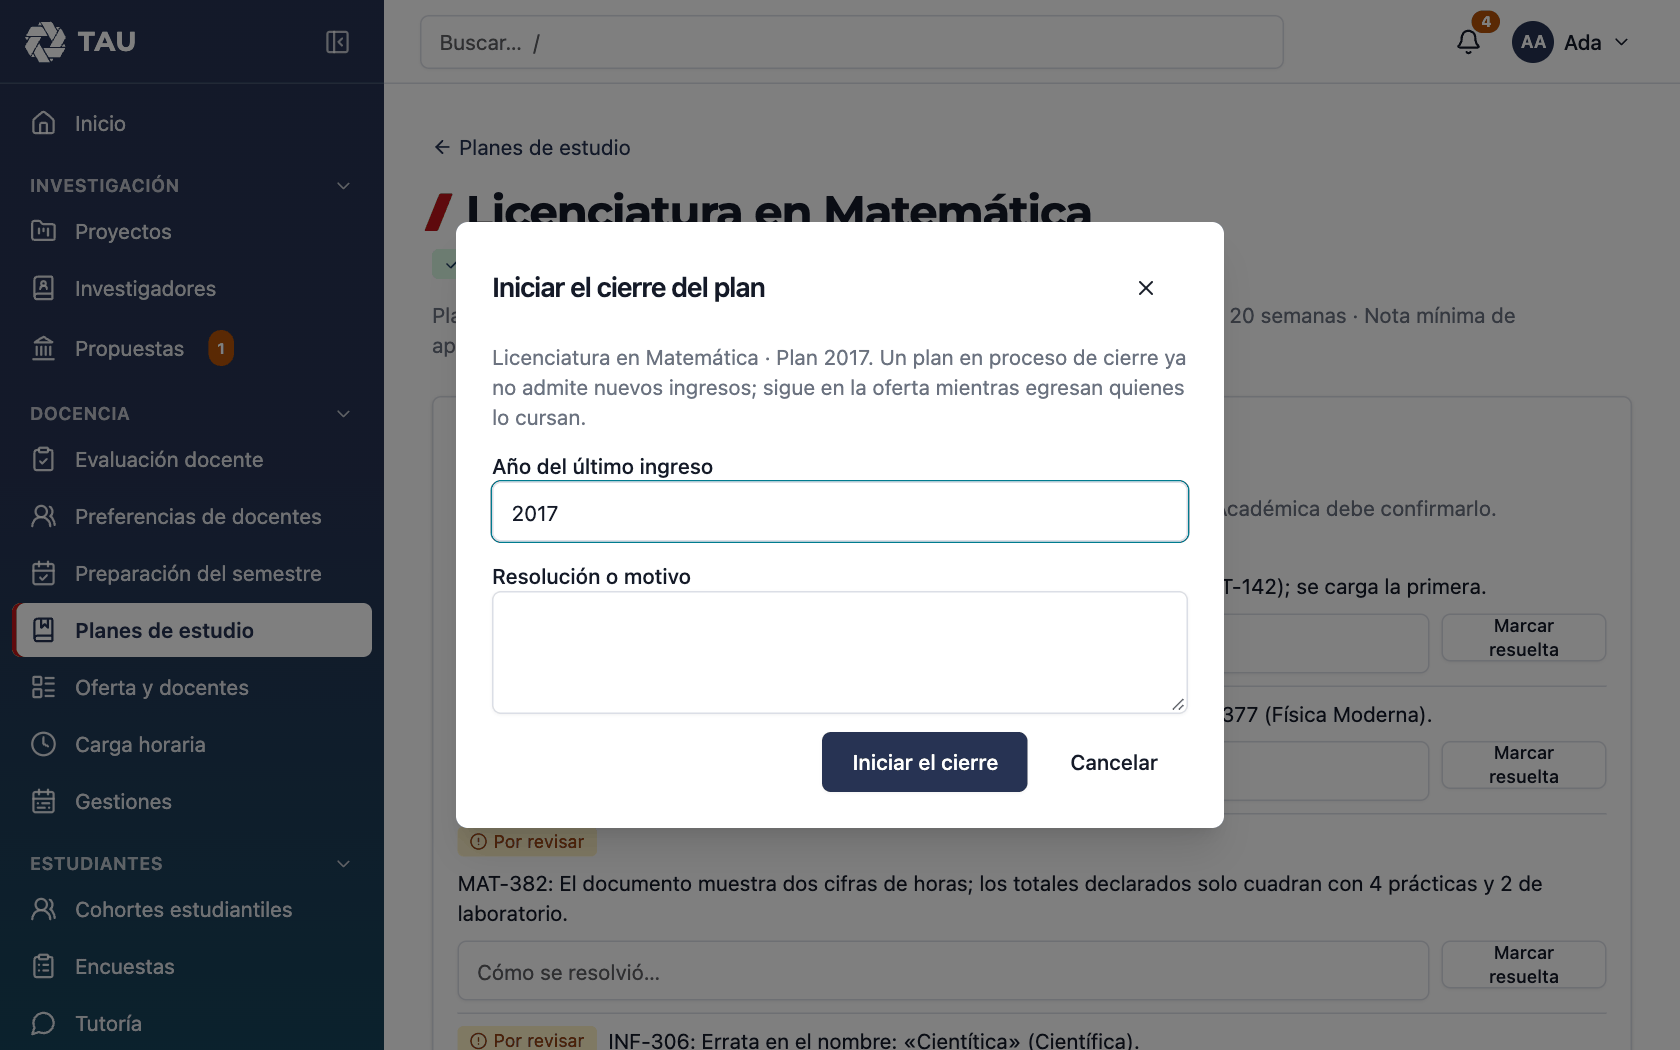 TAU
Buscar... /
4
AA
Ada
Inicio
INVESTIGACIÓN
Proyectos
Investigadores
Propuestas 1
DOCENCIA
Evaluación docente
Preferencias de docentes
Preparación del semestre
Planes de estudio
Oferta y docentes
Carga horaria
Gestiones
ESTUDIANTES
Cohortes estudiantiles
Encuestas
Tutoría
← Planes de estudio
Licenciatura en Matemática
20 semanas · Nota mínima de
Iniciar el cierre del plan
Licenciatura en Matemática · Plan 2017. Un plan en proceso de cierre ya
no admite nuevos ingresos; sigue en la oferta mientras egresan quienes
lo cursan.
Año del último ingreso
2017
Resolución o motivo
Iniciar el cierre
Cancelar
Académica debe confirmarlo.
T-142); se carga la primera.
Marcar
resuelta
377 (Física Moderna).
Marcar
resuelta
Por revisar
MAT-382: El documento muestra dos cifras de horas; los totales declarados solo cuadran con 4 prácticas y 2 de
laboratorio.
Cómo se resolvió...
Marcar
resuelta
Por revisar
INF-306: Errata en el nombre: «Cientítica» (Científica).